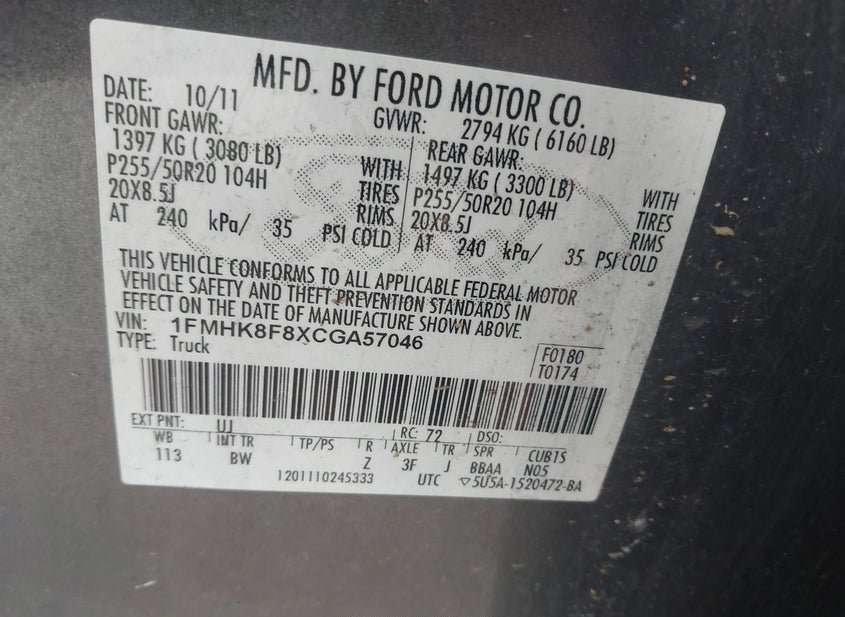 MFD. BY FORD MOTOR CO.
DATE: 10/11 GVWR: 2794 KG ( 6160 LB)
FRONT GAWR: REAR GAWR:
1397 KG ( 3080 LB) WITH 1497 KG ( 3300 LB) WITH
P255/50R20 104H TIRES P255/50R20 104H TIRES
20X8.5J RIMS 20X8.5J RIMS
AT 240 kPa/ 35 PSI COLD AT 240 kPa/ 35 PSI COLD
THIS VEHICLE CONFORMS TO ALL APPLICABLE FEDERAL MOTOR
VEHICLE SAFETY AND THEFT PREVENTION STANDARDS IN
EFFECT ON THE DATE OF MANUFACTURE SHOWN ABOVE.
VIN: 1FMHK8F8XCGA57046
TYPE: Truck
F0180
T0174
EXT PNT: UJ RC: 72 DSO:
WB INT TR TP/PS R AXLE TR SPR CUB1S
113 BW Z 3F J BBAA N05
1201110245333 UTC ▽5U5A-1520472-BA